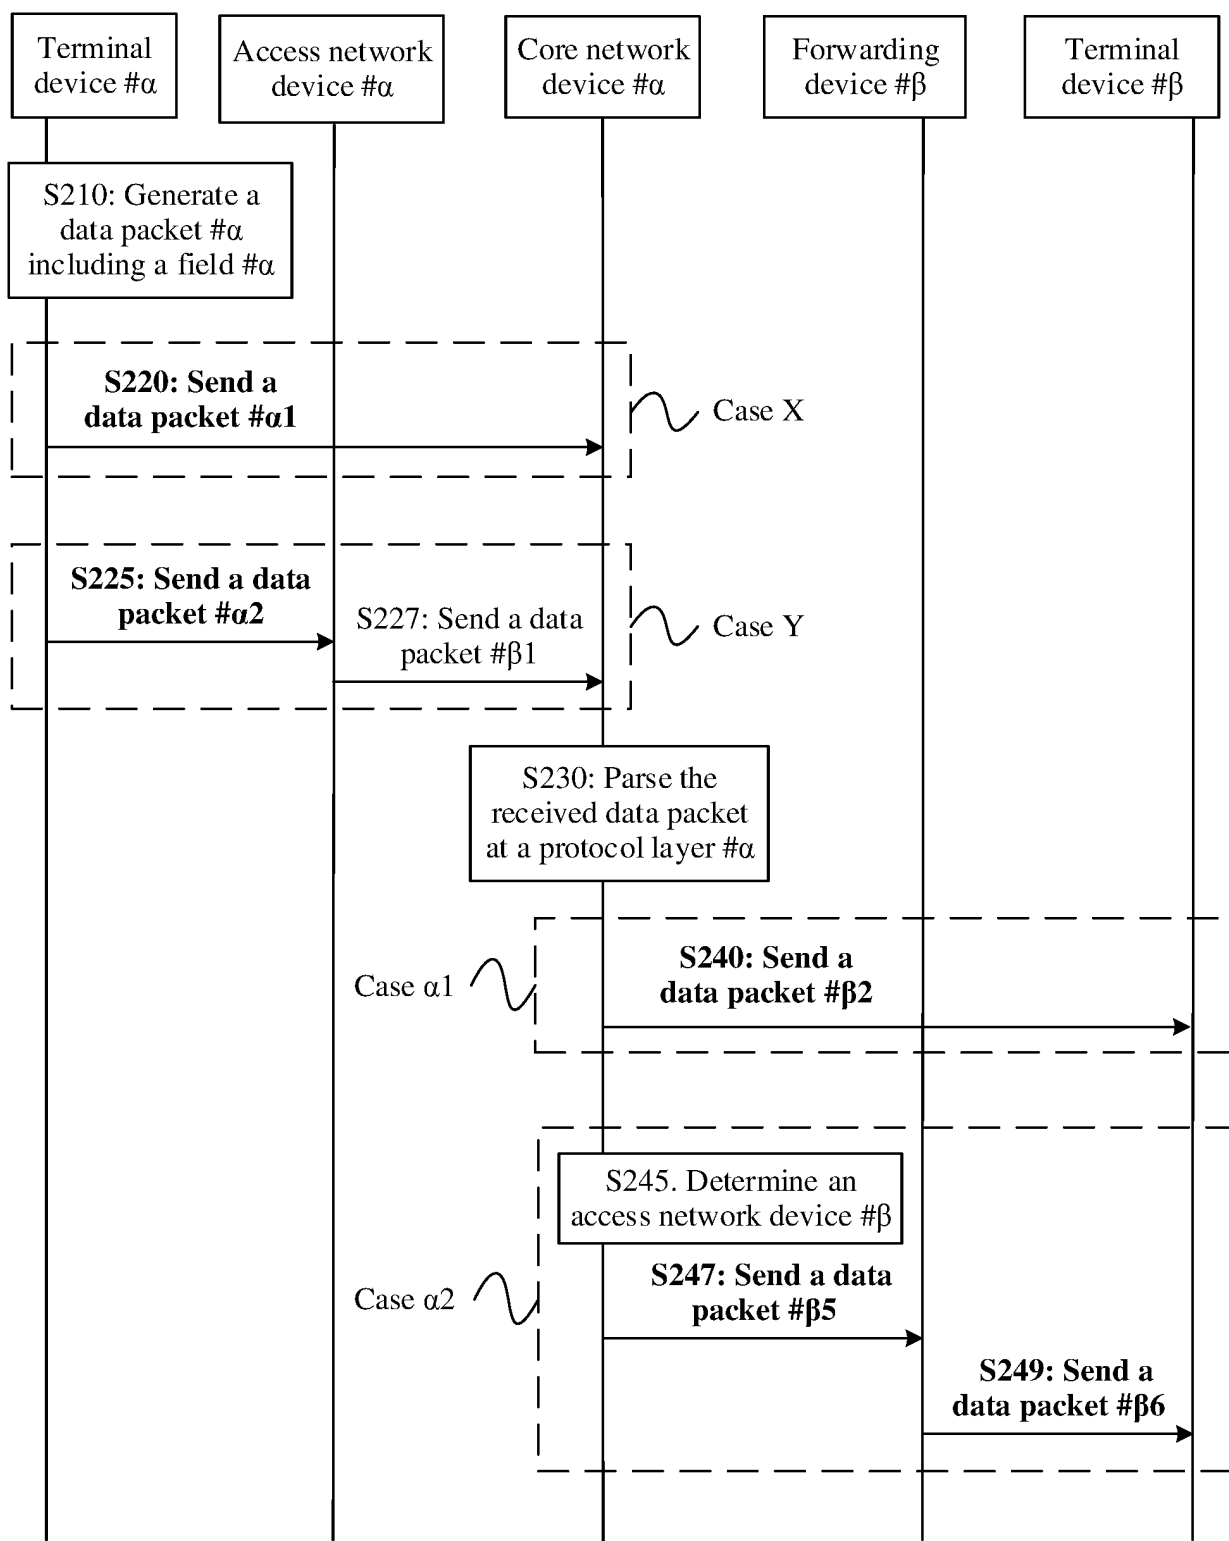 Terminal
device #α
Access network
device #α
Core network
device #α
Forwarding
device #β
Terminal
device #β
S210: Generate a
data packet #α
including a field #α
S220: Send a
data packet #α1
Case X
S225: Send a data
packet #α2
S227: Send a data
packet #β1
Case Y
S230: Parse the
received data packet
at a protocol layer #α
S240: Send a
data packet #β2
Case α1
S245. Determine an
access network device #β
S247: Send a data
packet #β5
Case α2
S249: Send a
data packet #β6